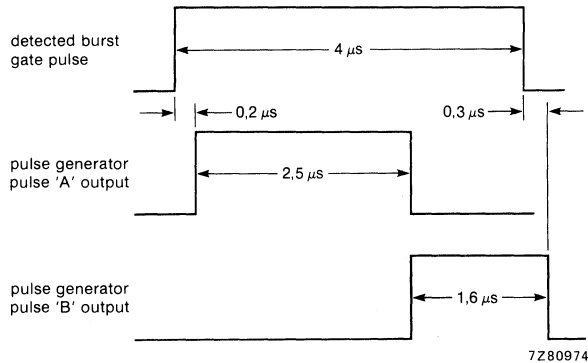 detected burst
gate pulse
4 μs
0,2 μs
0,3 μs
pulse generator
pulse 'A' output
2,5 μs
pulse generator
pulse 'B' output
1,6 μs
7Z80974